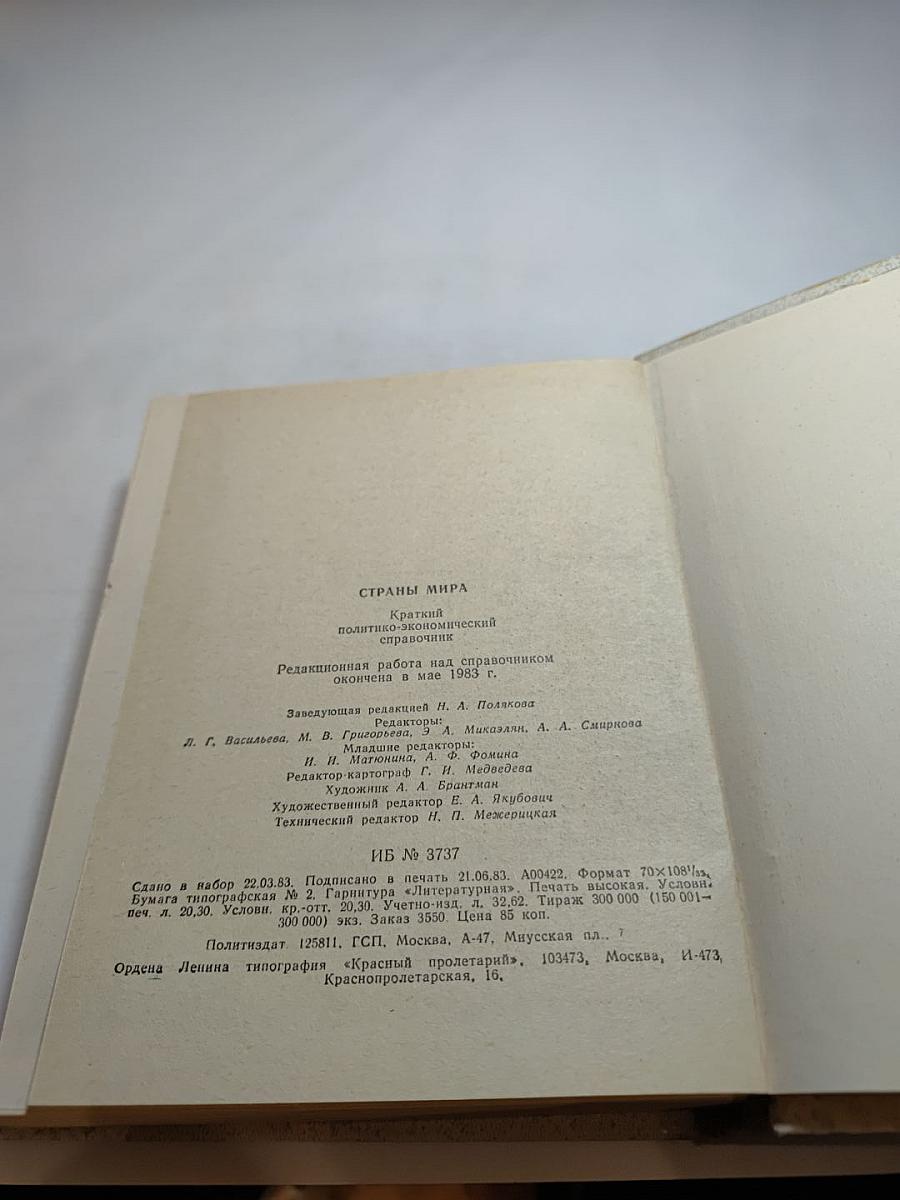 СТРАНЫ МИРА
Краткий
политико-экономический
справочник
Редакционная работа над справочником
окончена в мае 1983 г.
Заведующая редакцией Н. А. Полякова
Редакторы:
Л. Г. Васильева, М. В. Григорьева, Э. А. Микаэлян, А. А. Смирнова
Младшие редакторы:
И. И. Матюнина, А. Ф. Фомина
Редактор-картограф Г. И. Медведева
Художник А. А. Брантман
Художественный редактор Е. А. Якубович
Технический редактор Н. П. Межерицкая
ИБ № 3737
Сдано в набор 22.03.83. Подписано в печать 21.06.83. А00422. Формат 70×108¹/₃₂.
Бумага типографская № 2. Гарнитура «Литературная». Печать высокая. Условн.
печ. л. 20,30. Условн. кр.-отт. 20,30. Учетно-изд. л. 32,62. Тираж 300 000 (150 001—
300 000) экз. Заказ 3550. Цена 85 коп.
Политиздат. 125811, ГСП, Москва, А-47, Миусская пл., 7
Ордена Ленина типография «Красный пролетарий». 103473, Москва, И-473,
Краснопролетарская, 16.